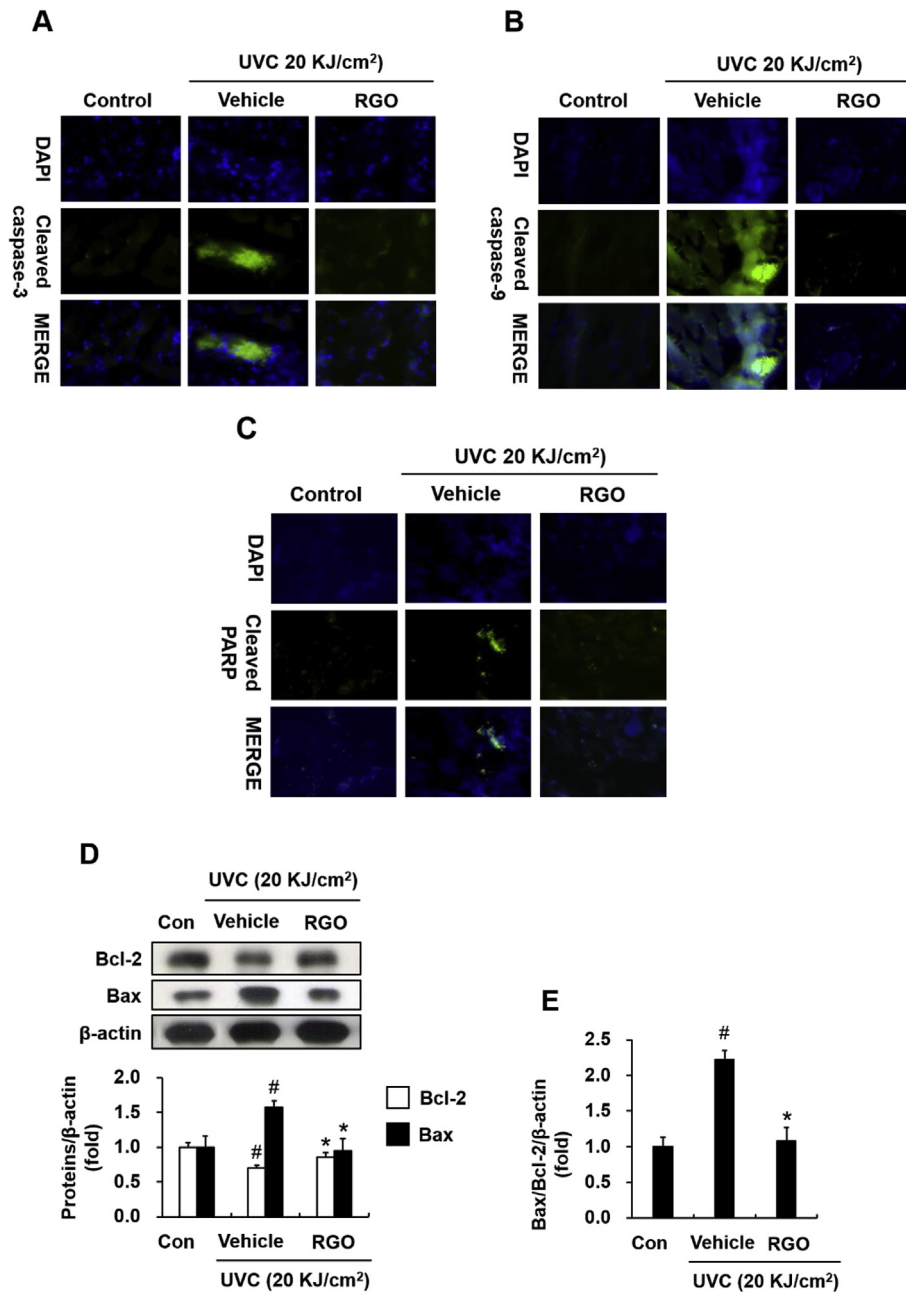 A
UVC 20 KJ/cm²)
Control Vehicle RGO
DAPI
Cleaved
caspase-3
MERGE
B
UVC 20 KJ/cm²)
Control Vehicle RGO
DAPI
Cleaved
caspase-9
MERGE
C
UVC 20 KJ/cm²)
Control Vehicle RGO
DAPI
Cleaved
PARP
MERGE
D
UVC (20 KJ/cm²)
Con Vehicle RGO
Bcl-2
Bax
β-actin
Proteins/β-actin
(fold)
2.0
1.5
1.0
0.5
0.0
#
#
*
*
Bcl-2
Bax
Con Vehicle RGO
UVC (20 KJ/cm²)
E
Bax/Bcl-2/β-actin
(fold)
2.5
2.0
1.5
1.0
0.5
0.0
#
*
Con Vehicle RGO
UVC (20 KJ/cm²)